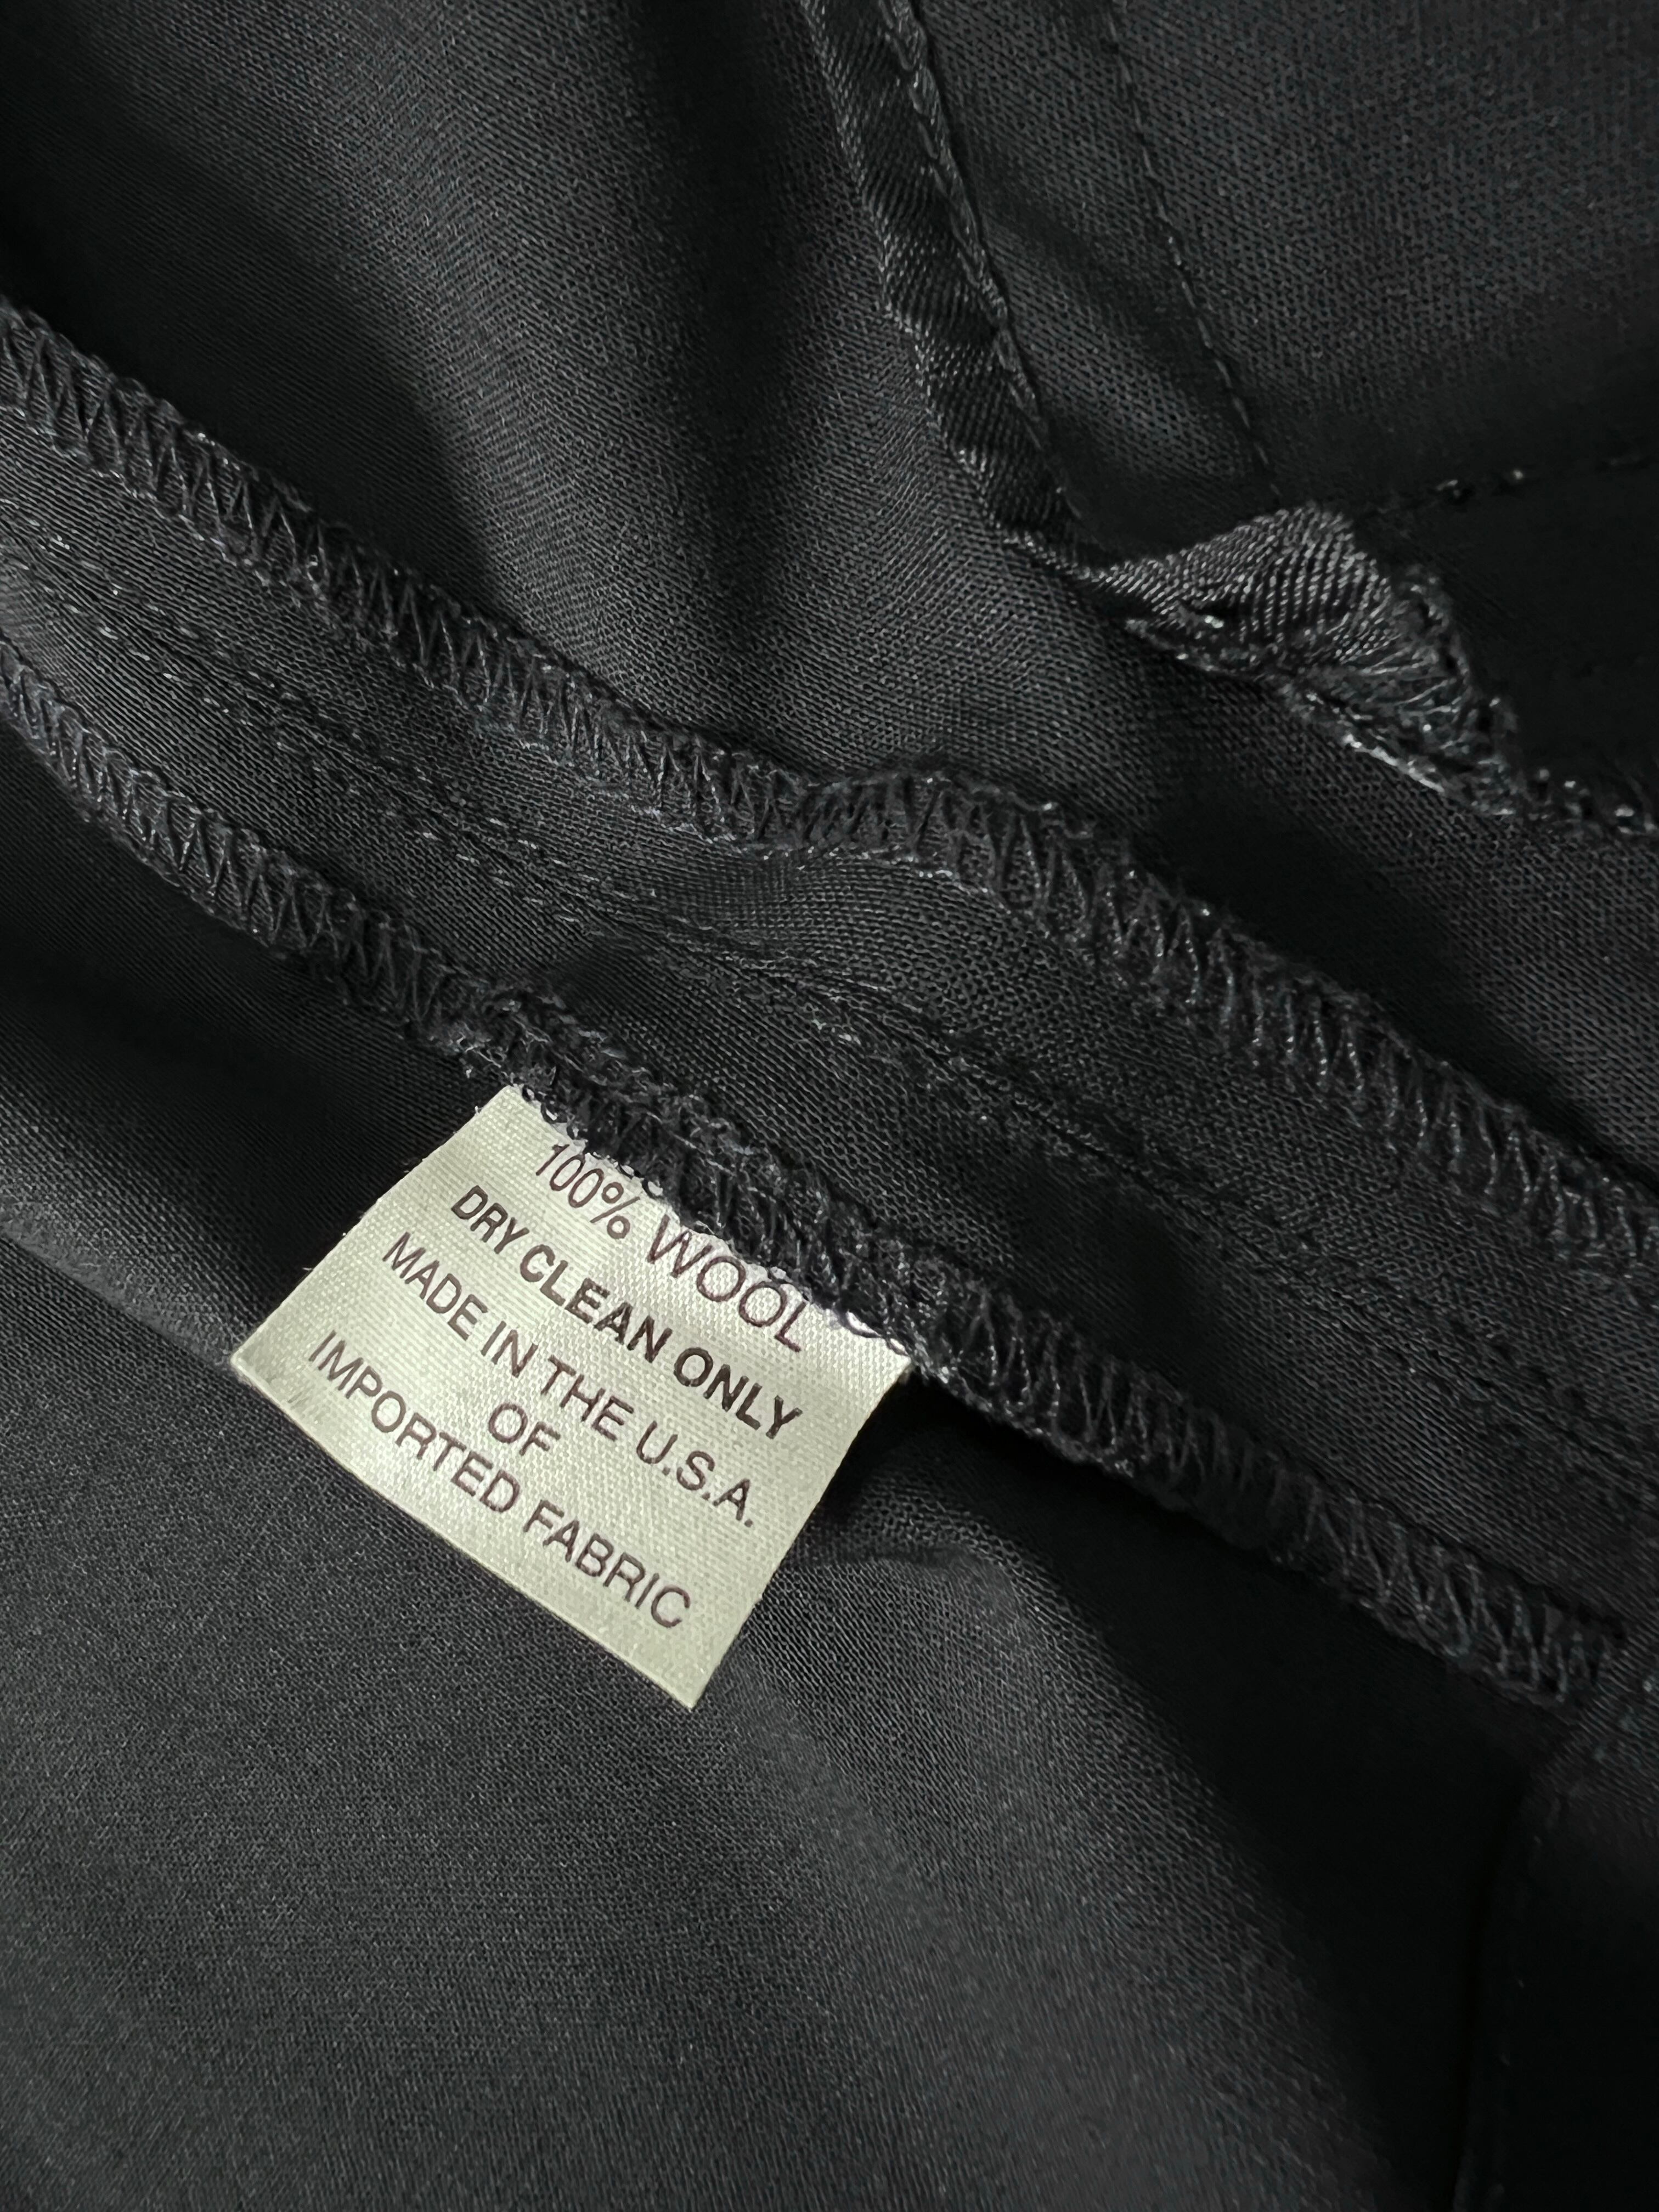 100% WOOL
DRY CLEAN ONLY
MADE IN THE U.S.A.
OF
IMPORTED FABRIC